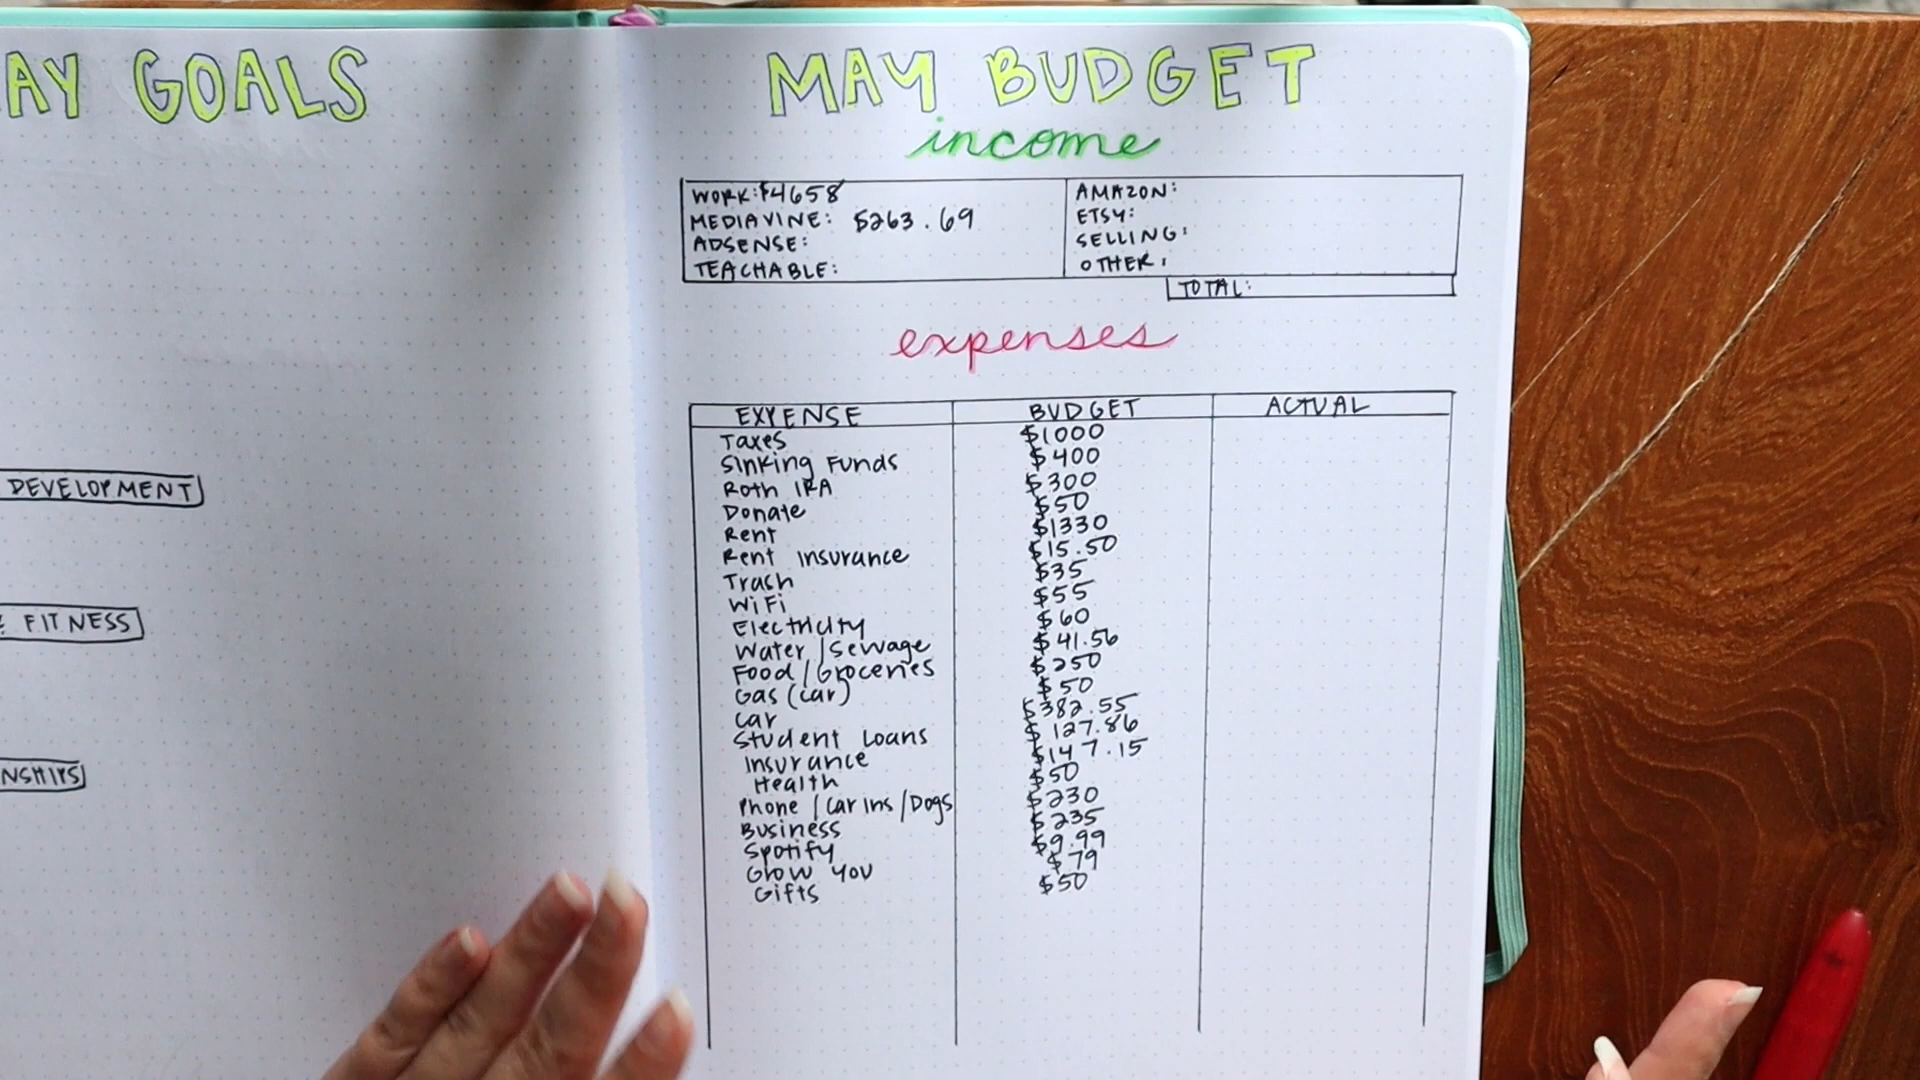 AY GOALS
DEVELOPMENT
& FITNESS
NSHIPS
MAY BUDGET
income
WORK: $4658
MEDIAVINE: $263.69
ADSENSE:
TEACHABLE:
AMAZON:
ETSY:
SELLING:
OTHER:
TOTAL:
expenses
EXPENSE BUDGET ACTUAL
Taxes $1000
Sinking Funds $400
Roth IRA $300
Donate $50
Rent $1330
Rent Insurance $15.50
Trash $35
WiFi $55
Electricity $60
Water/Sewage $41.56
Food/Groceries $250
Gas (car) $50
Car $382.55
Student Loans $127.86
Insurance $147.15
Health $50
Phone/Car Ins/Dogs $230
Business $235
Spotify $9.99
Grow You $79
Gifts $50